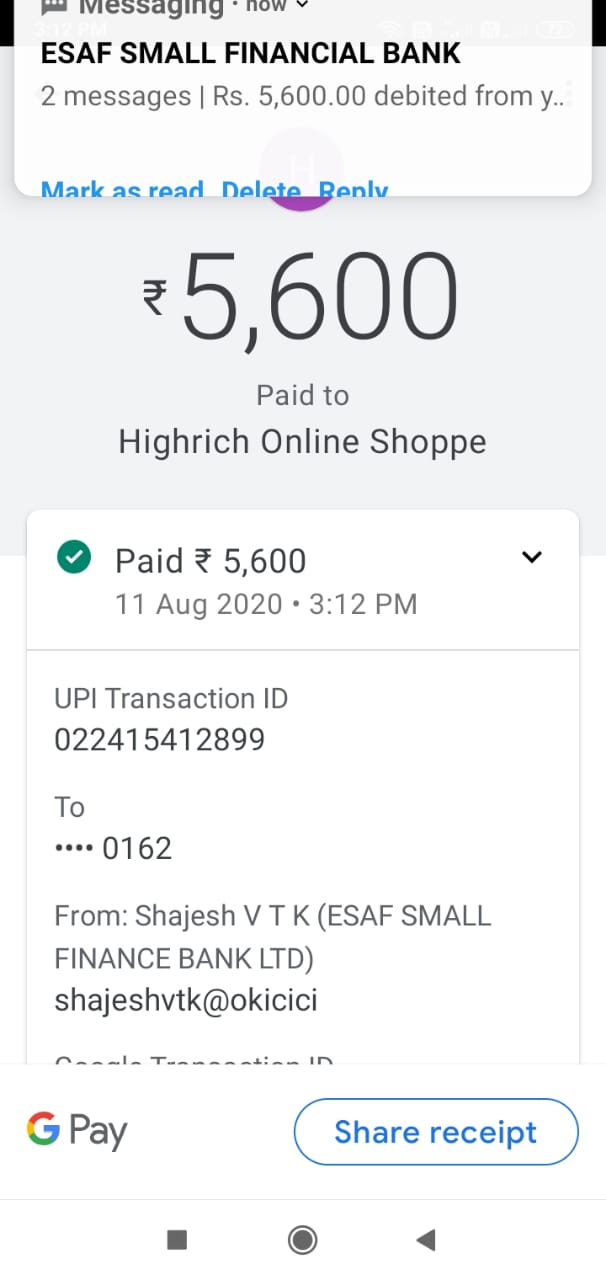 Messaging • now
3:12 PM
ESAF SMALL FINANCIAL BANK
2 messages | Rs. 5,600.00 debited from y..
Mark as read Delete Reply
H
₹5,600
Paid to
Highrich Online Shoppe
Paid ₹ 5,600
11 Aug 2020 • 3:12 PM
UPI Transaction ID
022415412899
To
•••• 0162
From: Shajesh V T K (ESAF SMALL
FINANCE BANK LTD)
shajeshvtk@okicici
Google Transaction ID
G Pay
Share receipt